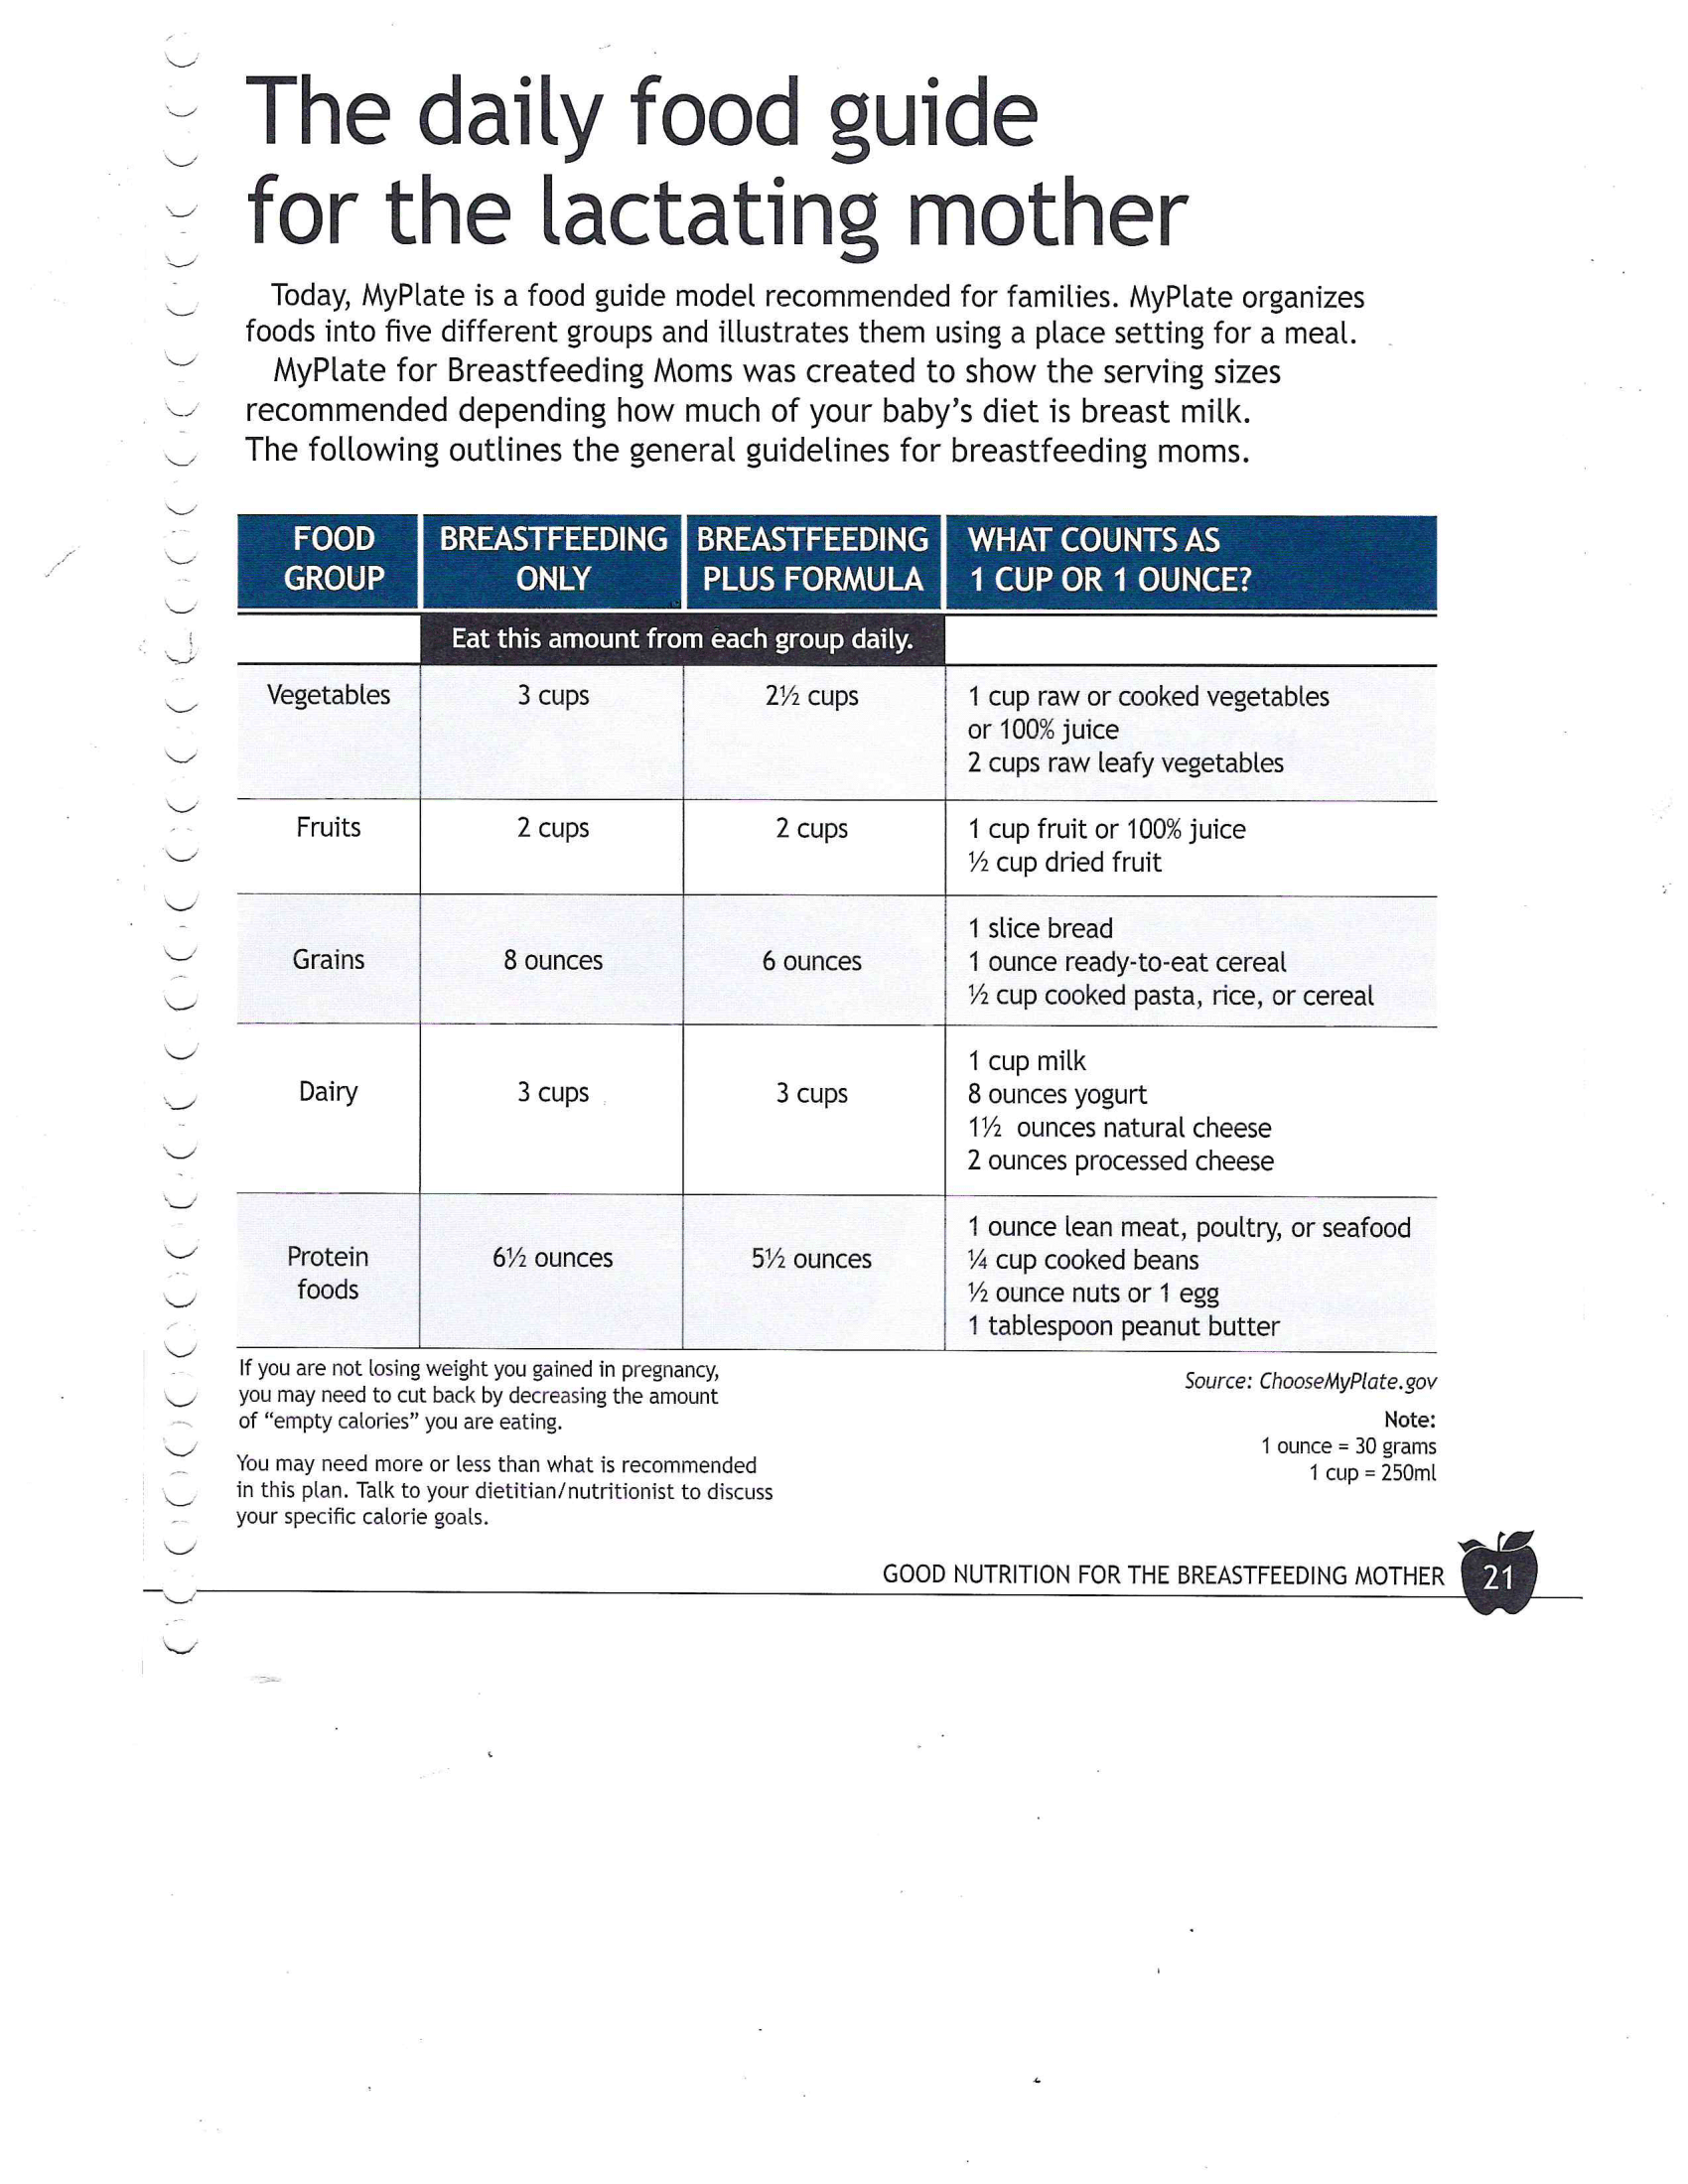 The daily food guide
for the lactating mother
Today, MyPlate is a food guide model recommended for families. MyPlate organizes
foods into five different groups and illustrates them using a place setting for a meal.
MyPlate for Breastfeeding Moms was created to show the serving sizes
recommended depending how much of your baby's diet is breast milk.
The following outlines the general guidelines for breastfeeding moms.
FOOD GROUP
BREASTFEEDING ONLY
BREASTFEEDING PLUS FORMULA
WHAT COUNTS AS 1 CUP OR 1 OUNCE?
Eat this amount from each group daily.
Vegetables
3 cups
2½ cups
1 cup raw or cooked vegetables
or 100% juice
2 cups raw leafy vegetables
Fruits
2 cups
2 cups
1 cup fruit or 100% juice
½ cup dried fruit
Grains
8 ounces
6 ounces
1 slice bread
1 ounce ready-to-eat cereal
½ cup cooked pasta, rice, or cereal
Dairy
3 cups
3 cups
1 cup milk
8 ounces yogurt
1½ ounces natural cheese
2 ounces processed cheese
Protein
foods
6½ ounces
5½ ounces
1 ounce lean meat, poultry, or seafood
¼ cup cooked beans
½ ounce nuts or 1 egg
1 tablespoon peanut butter
If you are not losing weight you gained in pregnancy,
you may need to cut back by decreasing the amount
of "empty calories" you are eating.
You may need more or less than what is recommended
in this plan. Talk to your dietitian/nutritionist to discuss
your specific calorie goals.
Source: ChooseMyPlate.gov
Note:
1 ounce = 30 grams
1 cup = 250ml
GOOD NUTRITION FOR THE BREASTFEEDING MOTHER 21